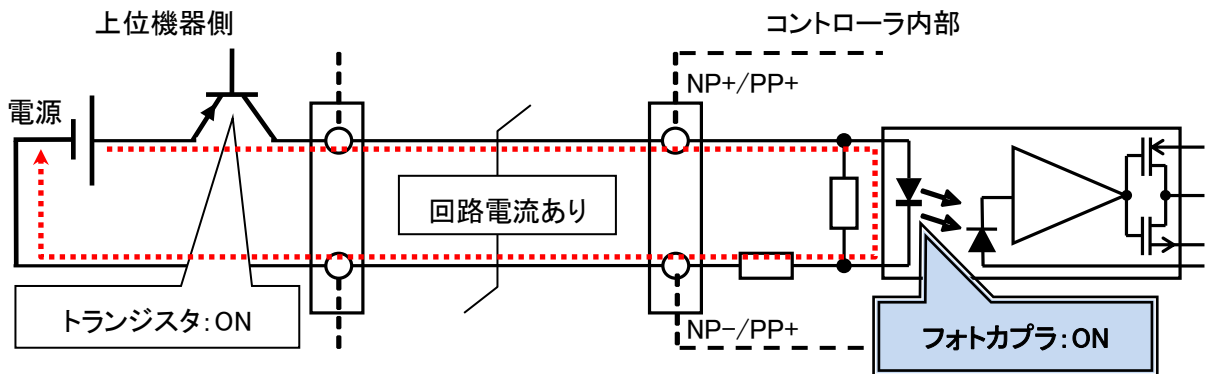 上位機器側
コントローラ内部
NP+/PP+
電源
回路電流あり
トランジスタ:ON
NP-/PP+
フォトカプラ:ON